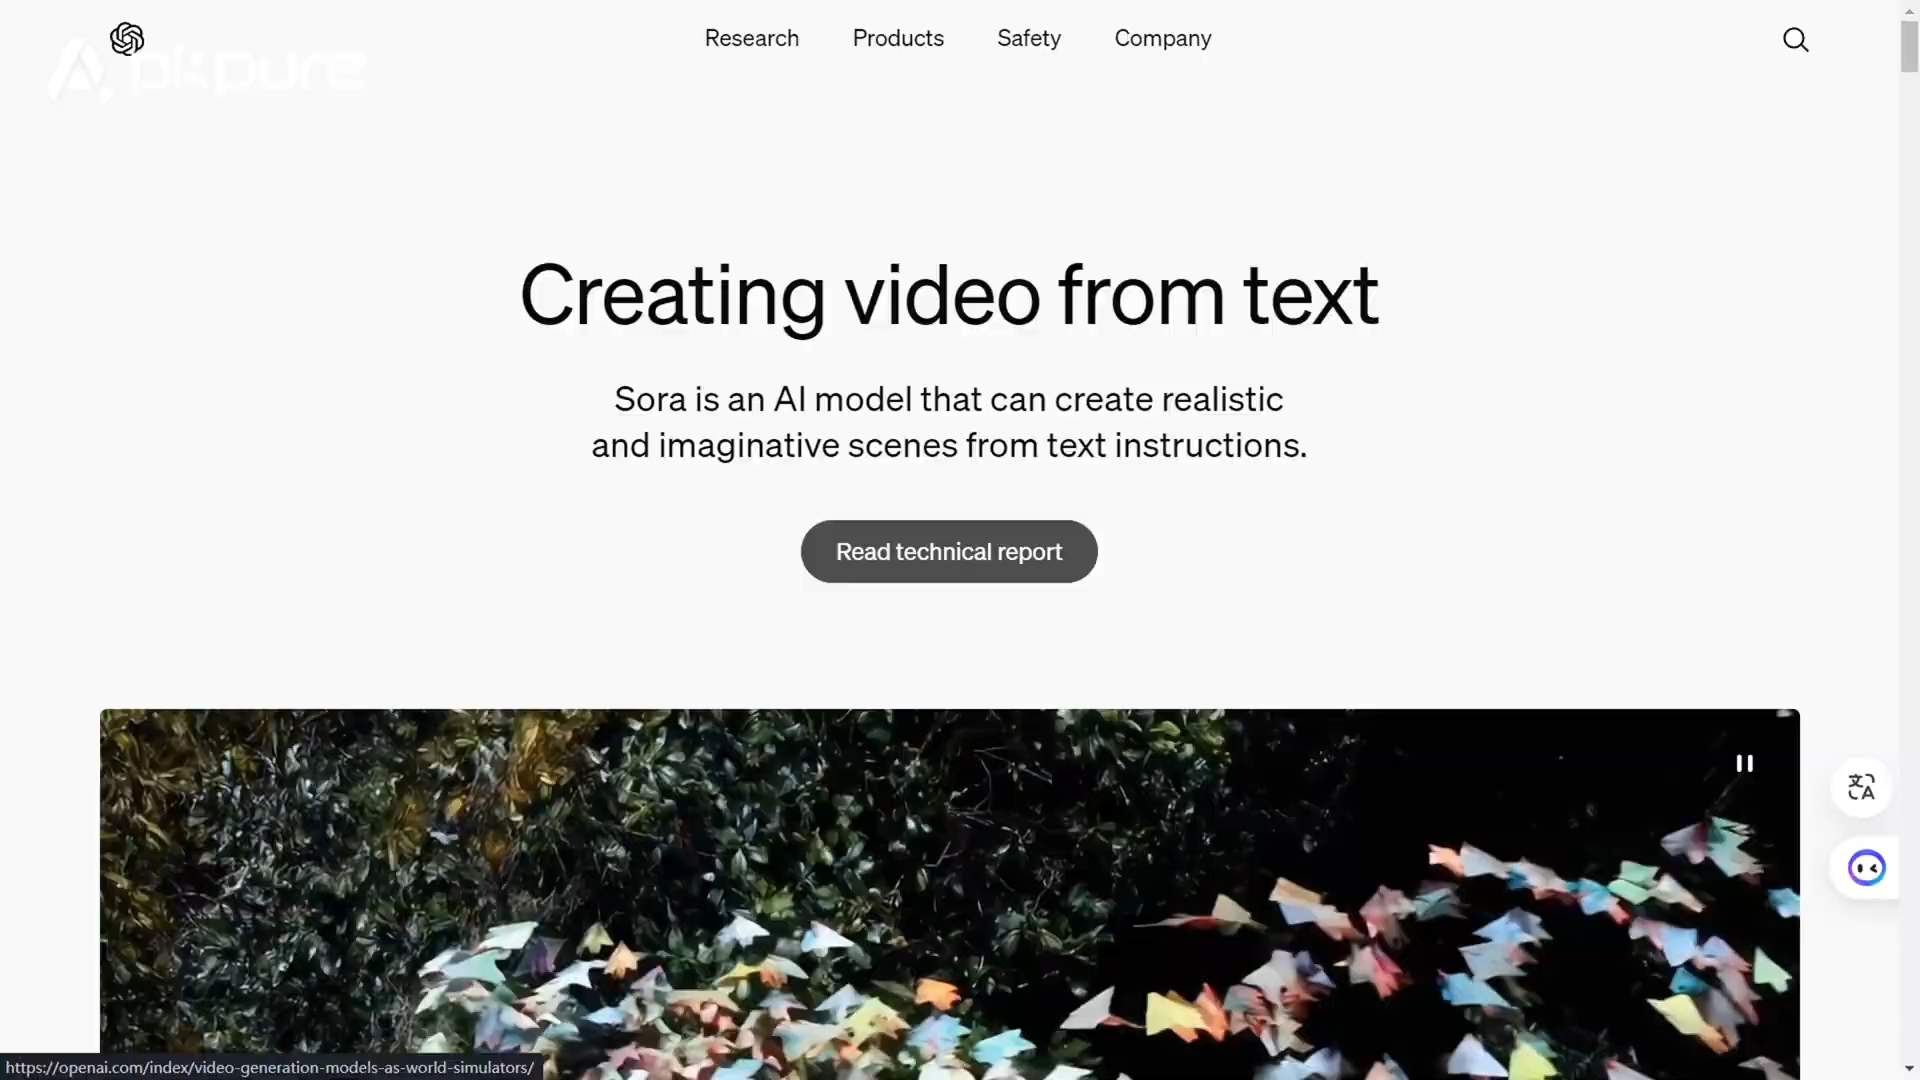 Apkpure
Research
Products
Safety
Company
Creating video from text
Sora is an AI model that can create realistic
and imaginative scenes from text instructions.
Read technical report
https://openai.com/index/video-generation-models-as-world-simulators/